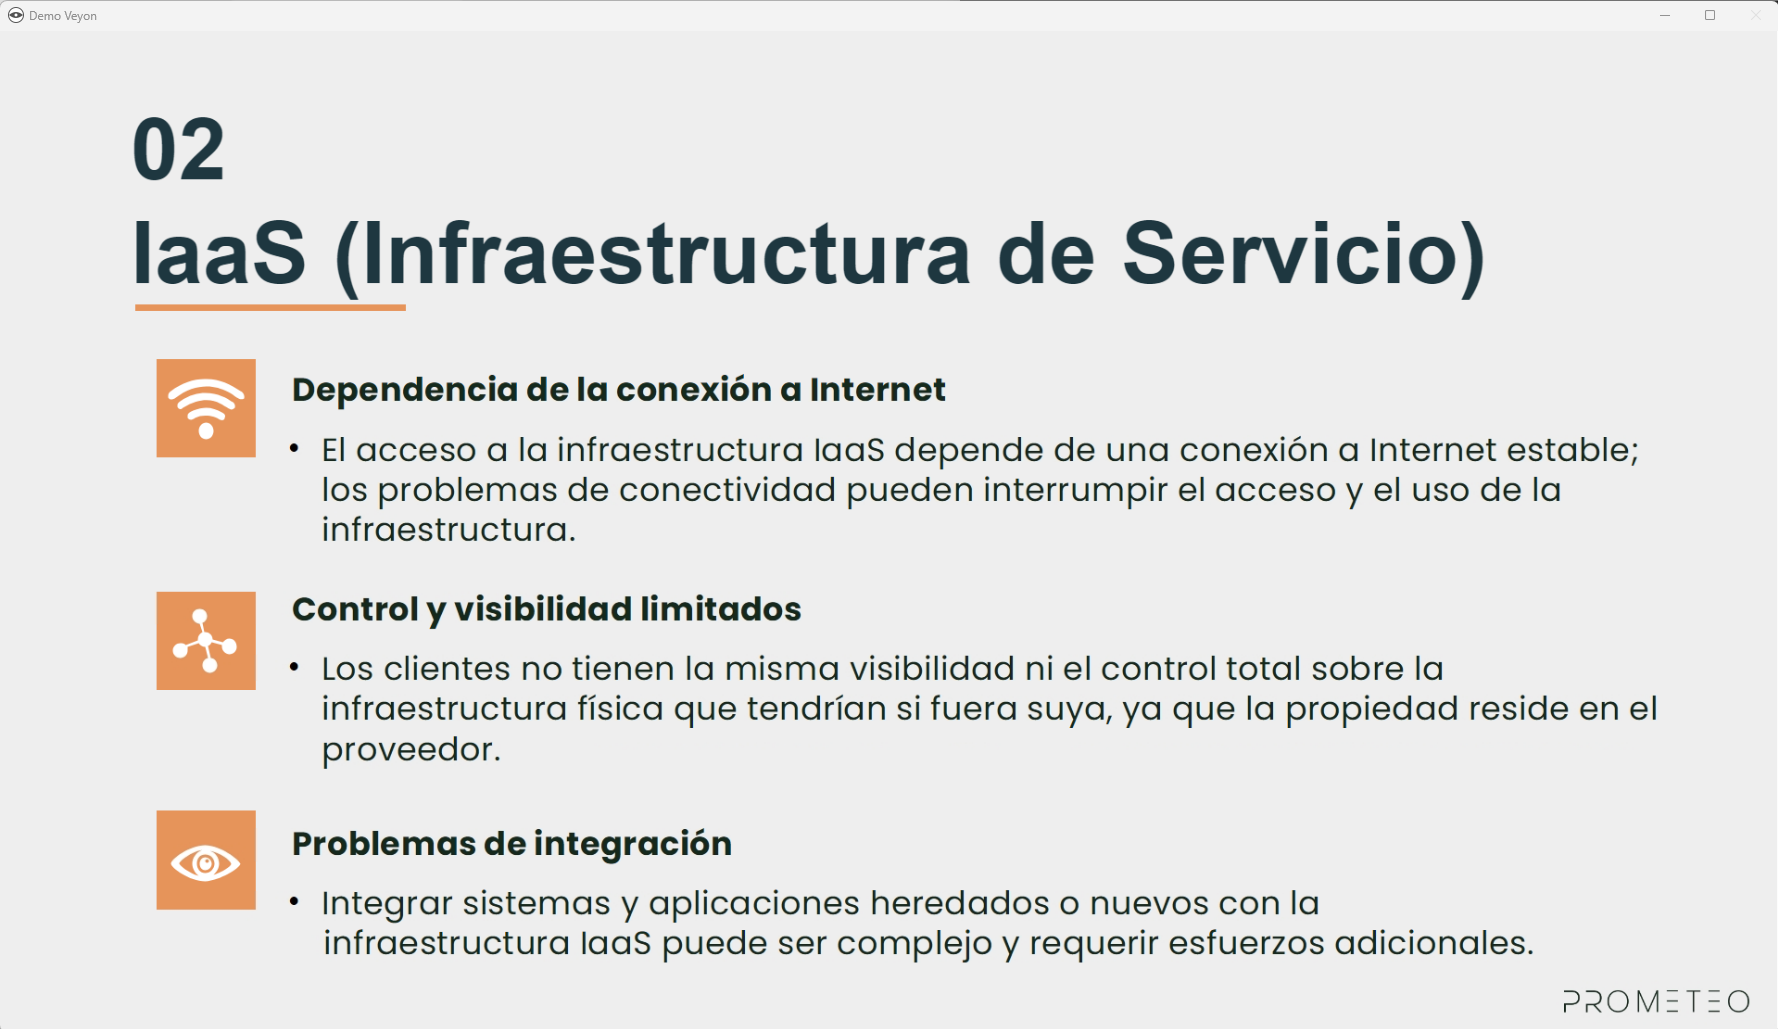 Demo Veyon
02
IaaS (Infraestructura de Servicio)
Dependencia de la conexión a Internet
• El acceso a la infraestructura IaaS depende de una conexión a Internet estable;
los problemas de conectividad pueden interrumpir el acceso y el uso de la
infraestructura.
Control y visibilidad limitados
• Los clientes no tienen la misma visibilidad ni el control total sobre la
infraestructura física que tendrían si fuera suya, ya que la propiedad reside en el
proveedor.
Problemas de integración
• Integrar sistemas y aplicaciones heredados o nuevos con la
infraestructura IaaS puede ser complejo y requerir esfuerzos adicionales.
PROMETEO